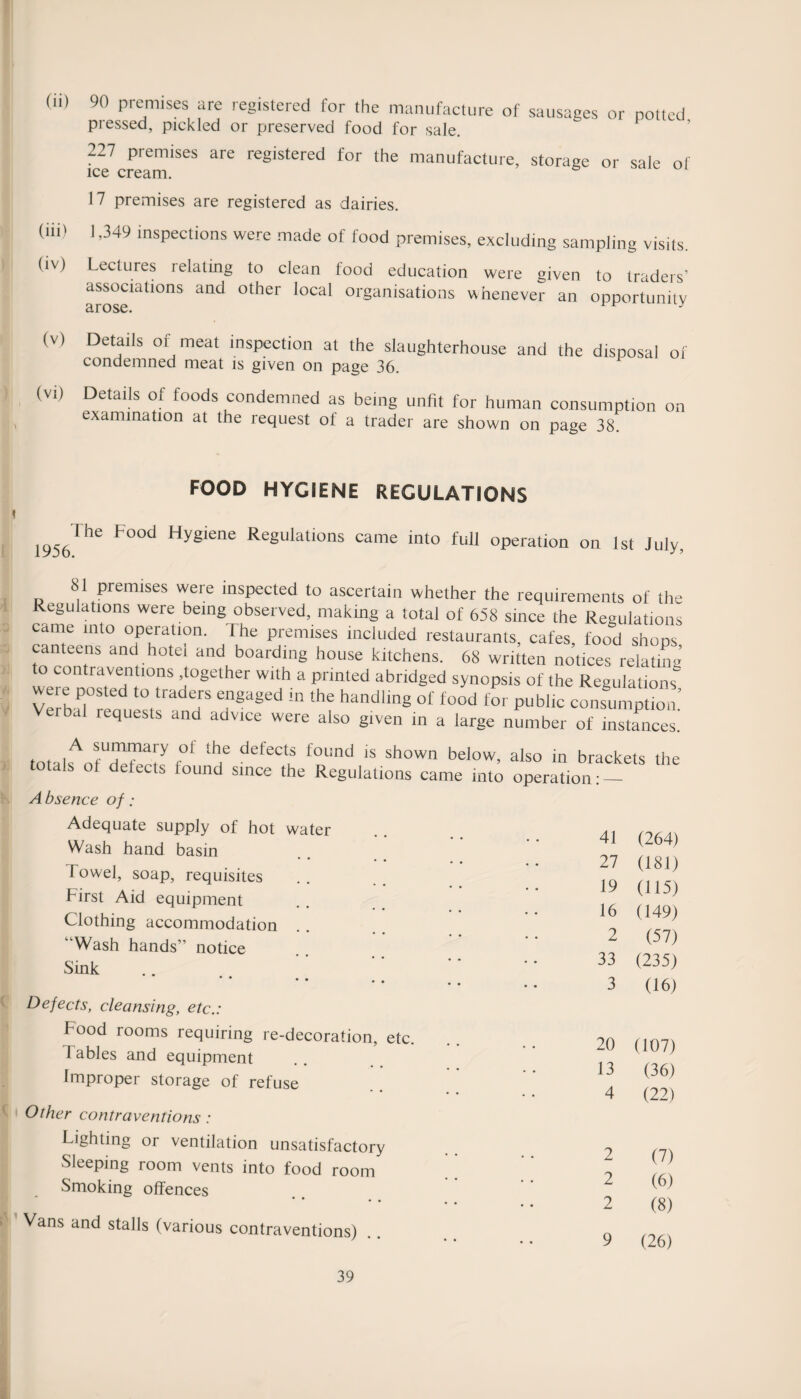 (ii) 90 premises are registered for the manufacture of sausages or potted,
pressed, pickled or preserved food for sale.
227 premises are registered for the manufacture, storage or sale of
ice cream.
17 premises are registered as dairies.
(iii) 1,349 inspections were made of food premises, excluding sampling visits.
(iv) Lectures relating to clean food education were given to traders'
associations and other local organisations whenever an opportunity
arose.
(v) Details of meat inspection at the slaughterhouse and the disposal of
condemned meat is given on page 36.
(vi) Details of foods condemned as being unfit for human consumption on
examination at the request of a trader are shown on page 38.
FOOD HYGIENE REGULATIONS
The Food Hygiene Regulations came into full operation on 1st July,
1956.
81 premises were inspected to ascertain whether the requirements of the
Regulations were being observed, making a total of 658 since the Regulations
came into operation. The premises included restaurants, cafes, food shops,
canteens and hotel and boarding house kitchens. 68 written notices relating
to contraventions ,together with a printed abridged synopsis of the Regulations,
were posted to traders engaged in the handling of food for public consumption.
Verbal requests and advice were also given in a large number of instances.
A summary of the defects found is shown below, also in brackets the
totals of defects found since the Regulations came into operation:—
Absence of:
Adequate supply of hot water .. .. .. 41 (264)
Wash hand basin .. .. .. .. 27 (181)
Towel, soap, requisites .. .. .. .. 19 (115)
First Aid equipment .. .. .. .. 16 (149)
Clothing accommodation .. .. .. .. 2 (57)
"Wash hands" notice .. .. .. .. 33 (235)
Sink .. .. .. .. .. .. 3 (16)
Defects, cleansing, etc.:
Food rooms requiring re-decoration, etc. .. .. 20 (107)
Tables and equipment .. .. .. .. 13 (36)
Improper storage of refuse .. .. .. 4 (22)
Other contraventions:
Lighting or ventilation unsatisfactory .. .. 2 (7)
Sleeping room vents into food room .. .. 2 (6)
Smoking offences .. .. .. .. 2 (8)
Vans and stalls (various contraventions) .. .. .. 9 (26)
39